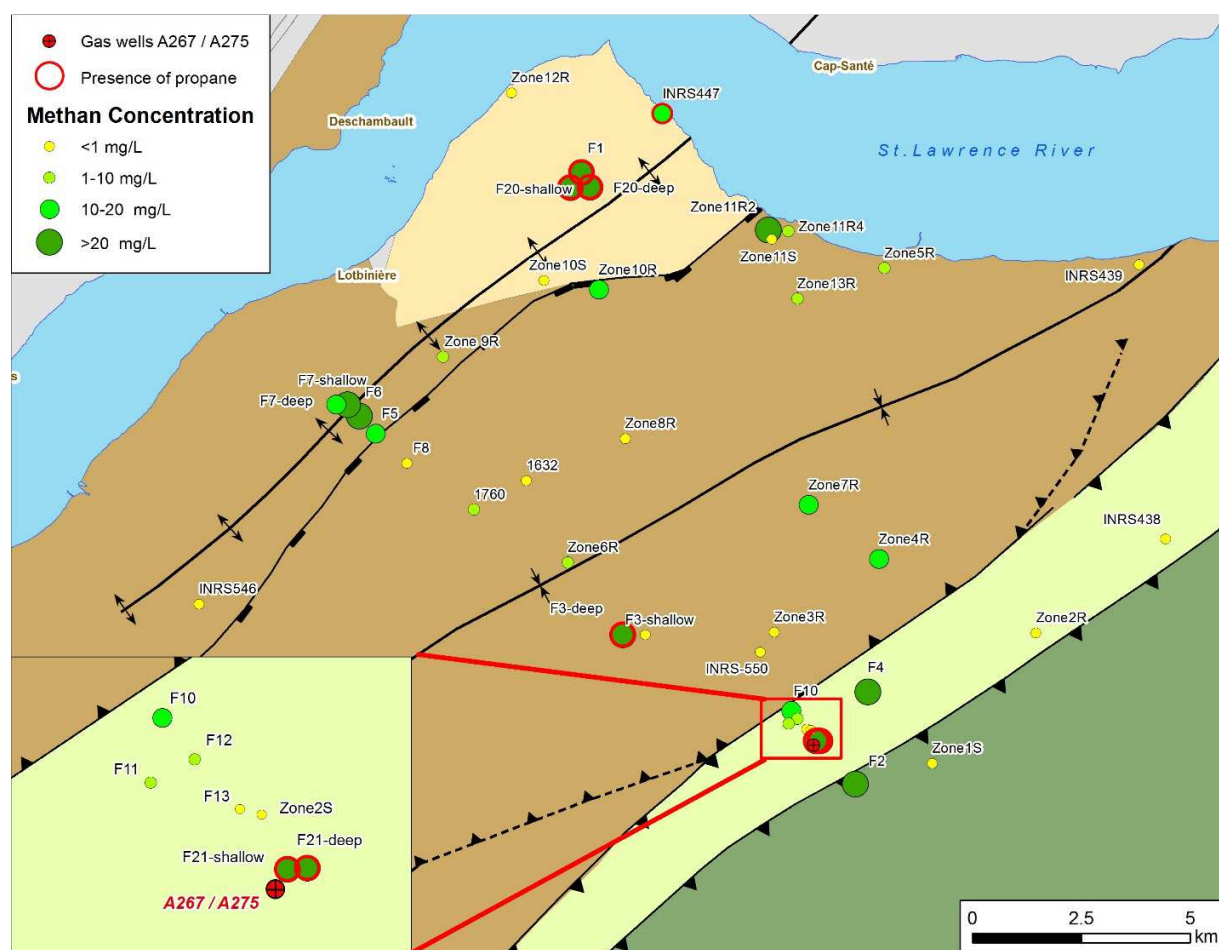 Gas wells A267 / A275
Presence of propane
Methan Concentration
<1 mg/L
1-10 mg/L
10-20 mg/L
>20 mg/L
Cap-Santé
Zone12R
INRS447
Deschambault
St. Lawrence River
F1
F20-shallow
F20-deep
Zone11R2
Zone11R4
Zone11S
Zone5R
INRS439
Lotbinière
Zone10S
Zone10R
Zone13R
Zone 9R
s
F7-shallow
F7-deep
F6
F5
F8
Zone8R
1632
1760
Zone7R
INRS438
Zone4R
Zone6R
INRS546
F3-deep
F3-shallow
Zone3R
Zone2R
INRS-550
F4
F10
F2
Zone1S
F10
F12
F11
F13
Zone2S
F21-deep
F21-shallow
A267 / A275
0 2.5 5
km